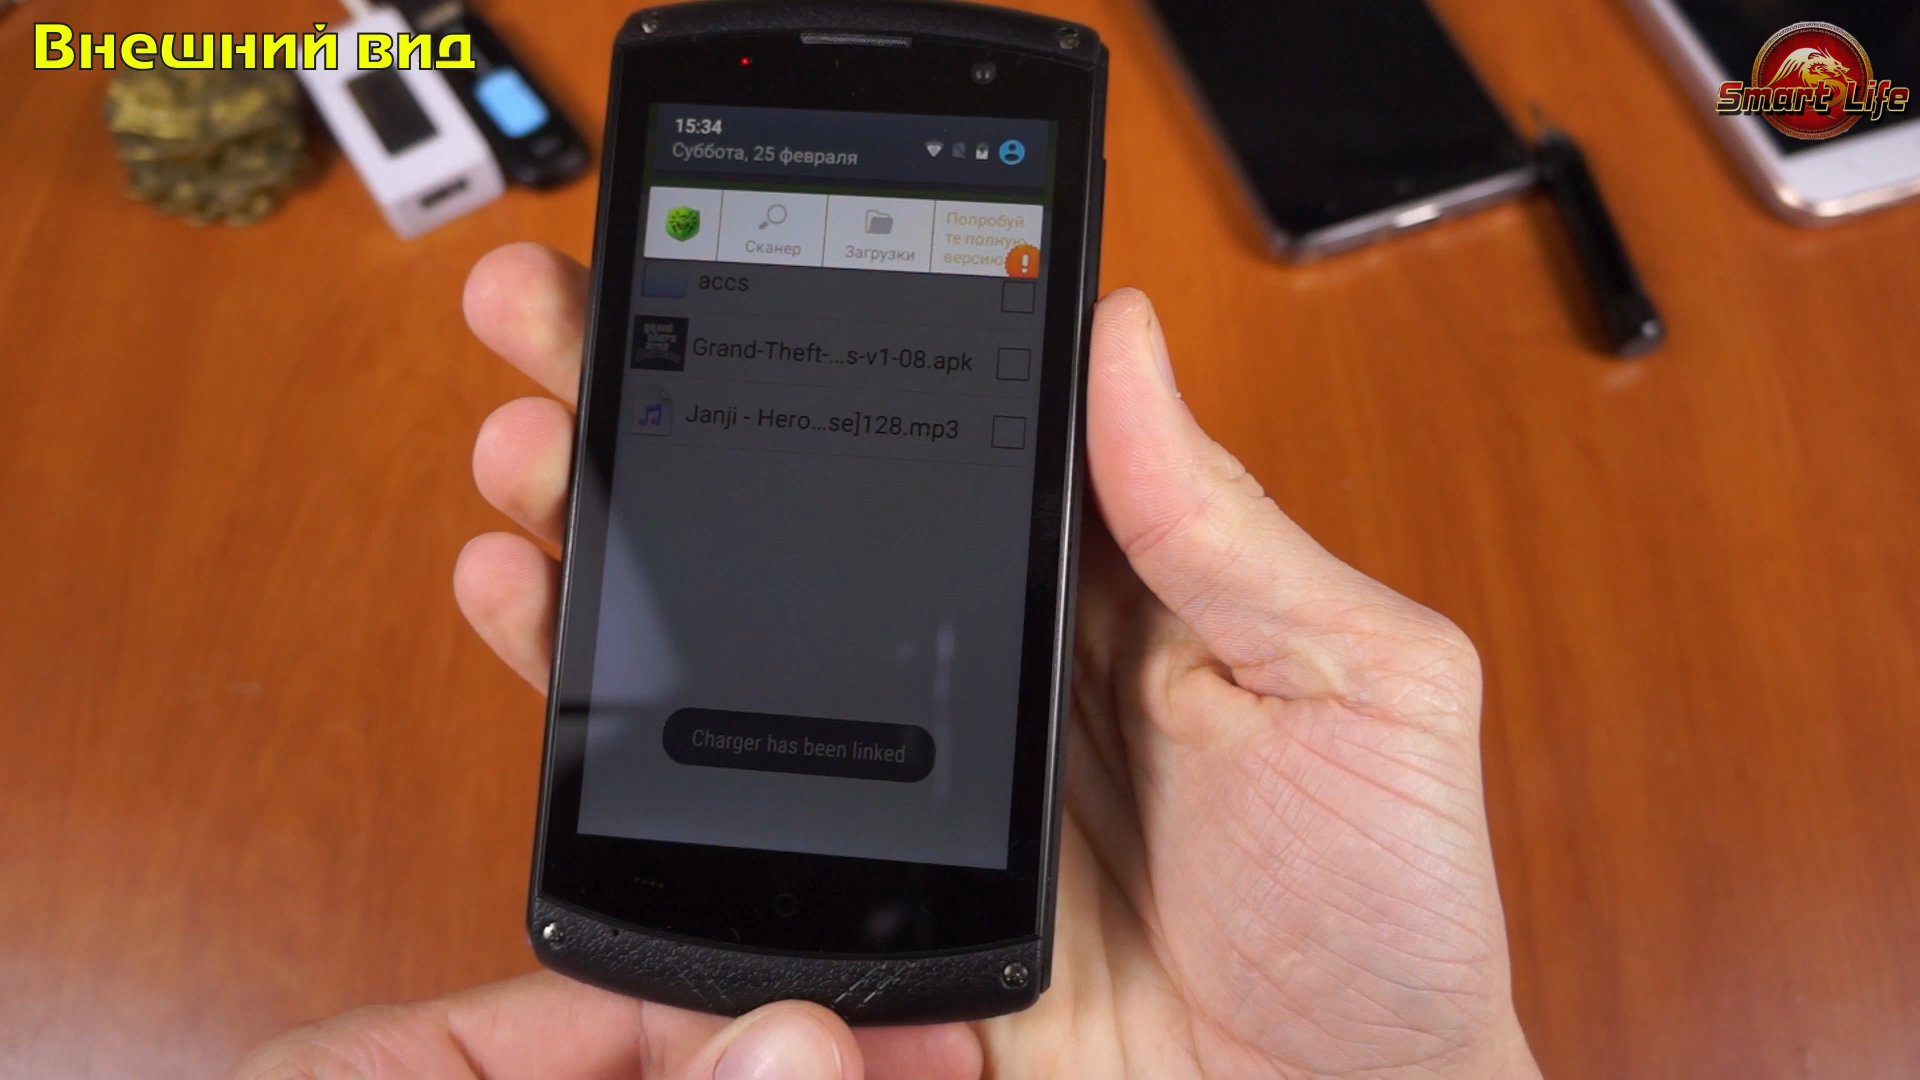 Внешний вид
Smart Life
15:34
Суббота, 25 февраля
Сканер
Загрузки
Попробуй
те полную
версию
accs
Grand-Theft-...s-v1-08.apk
Janji - Hero...se]128.mp3
Charger has been linked